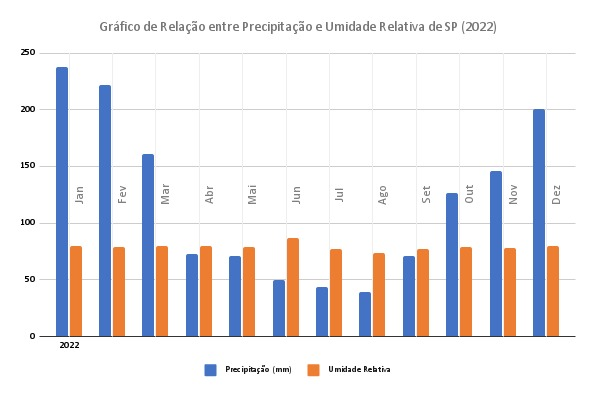 Gráfico de Relação entre Precipitação e Umidade Relativa de SP (2022)
250
200
150
100
50
0
Jan
Fev
Mar
Abr
Mai
Jun
Jul
Ago
Set
Out
Nov
Dez
2022
Precipitação (mm)
Umidade Relativa